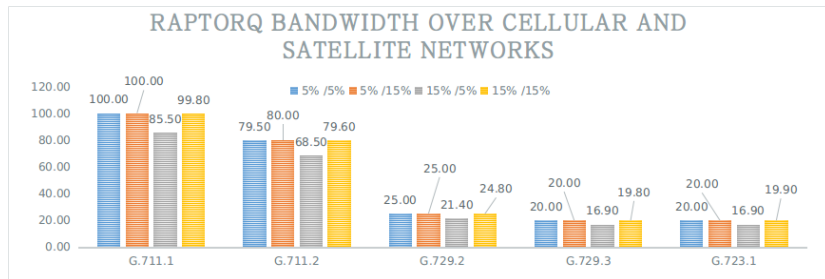 RAPTORQ BANDWIDTH OVER CELLULAR AND
SATELLITE NETWORKS
5% /5% 5% /15% 15% /5% 15% /15%
120.00
100.00
80.00
60.00
40.00
20.00
0.00
100.00 100.00 85.50 99.80
79.50 80.00 68.50 79.60
25.00 25.00 21.40 24.80
20.00 20.00 16.90 19.80
20.00 20.00 16.90 19.90
G.711.1 G.711.2 G.729.2 G.729.3 G.723.1